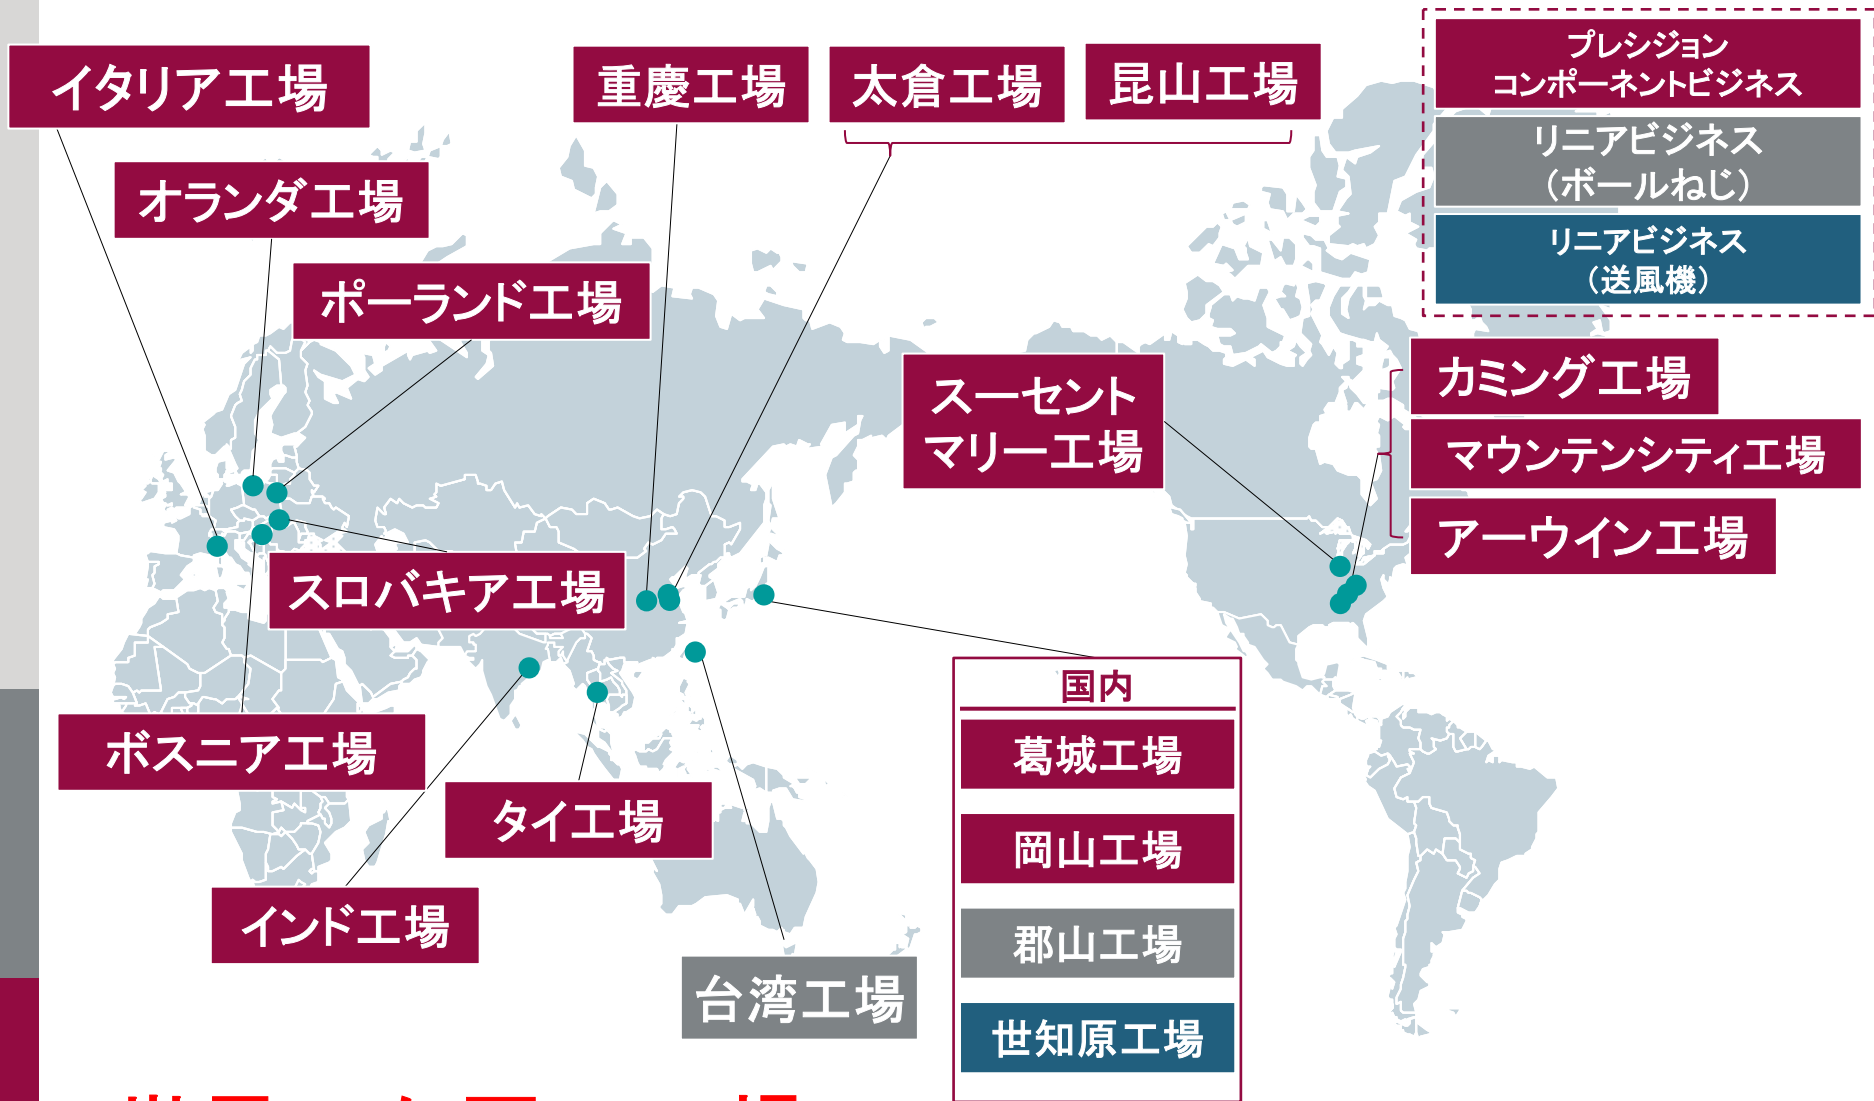 イタリア工場
重慶工場
太倉工場
昆山工場
プレシジョン
コンポーネントビジネス
リニアビジネス
（ボールねじ）
リニアビジネス
（送風機）
オランダ工場
ポーランド工場
スーセント
マリー工場
カミング工場
マウンテンシティ工場
アーウイン工場
スロバキア工場
ボスニア工場
タイ工場
インド工場
台湾工場
国内
葛城工場
岡山工場
郡山工場
世知原工場